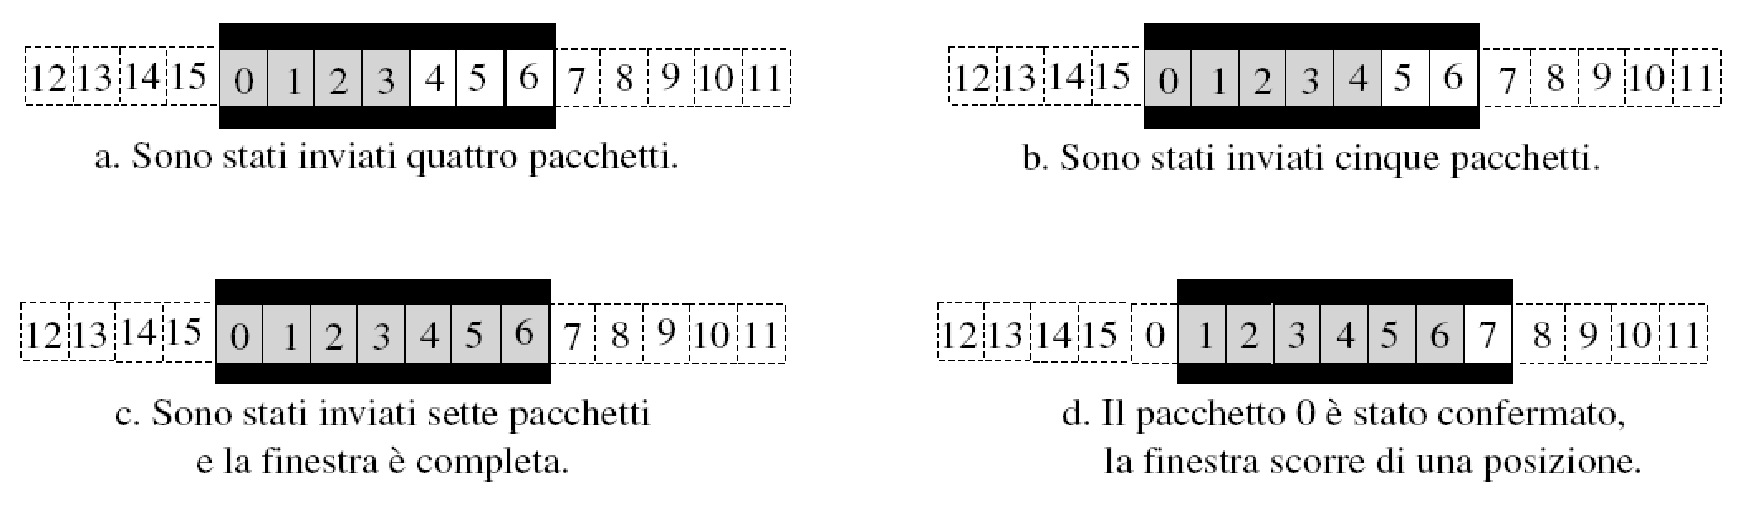 12 13 14 15 0 1 2 3 4 5 6 7 8 9 10 11
a. Sono stati inviati quattro pacchetti.
12 13 14 15 0 1 2 3 4 5 6 7 8 9 10 11
b. Sono stati inviati cinque pacchetti.
12 13 14 15 0 1 2 3 4 5 6 7 8 9 10 11
c. Sono stati inviati sette pacchetti
e la finestra è completa.
12 13 14 15 0 1 2 3 4 5 6 7 8 9 10 11
d. Il pacchetto 0 è stato confermato,
la finestra scorre di una posizione.